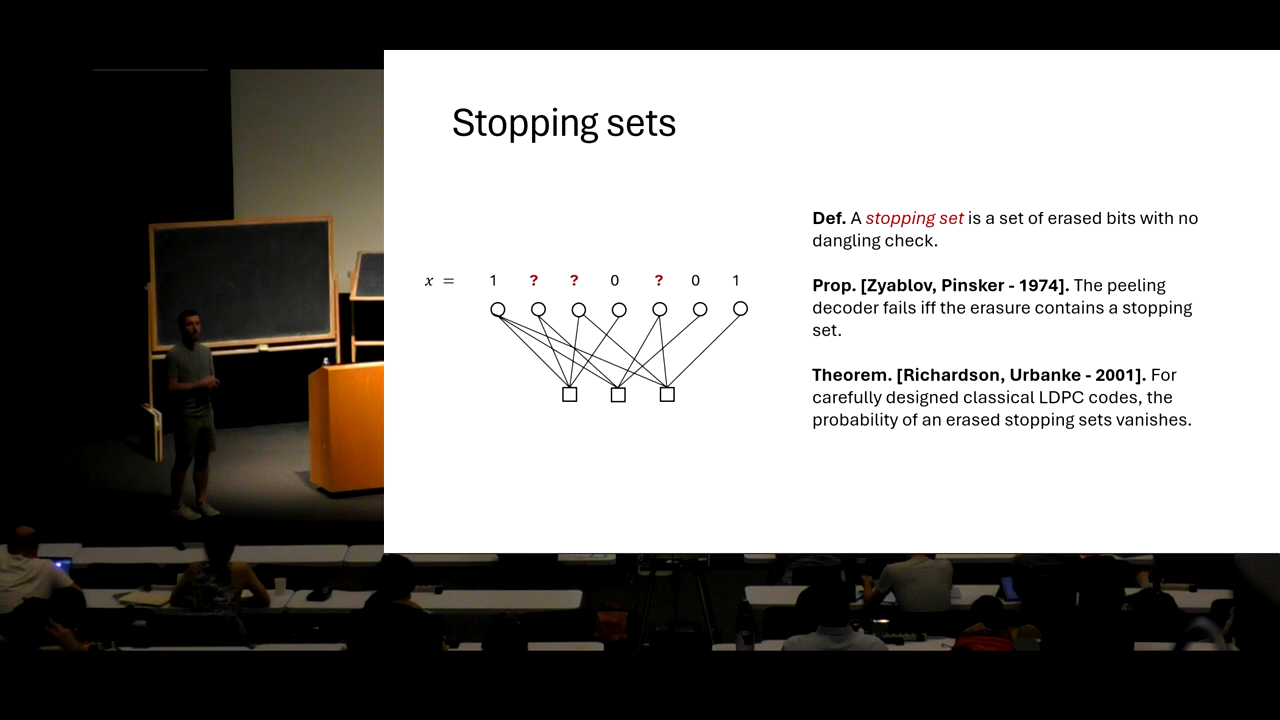 Stopping sets
x = 1 ? ? 0 ? 0 1
Def. A stopping set is a set of erased bits with no
dangling check.
Prop. [Zyablov, Pinsker - 1974]. The peeling
decoder fails iff the erasure contains a stopping
set.
Theorem. [Richardson, Urbanke - 2001]. For
carefully designed classical LDPC codes, the
probability of an erased stopping sets vanishes.